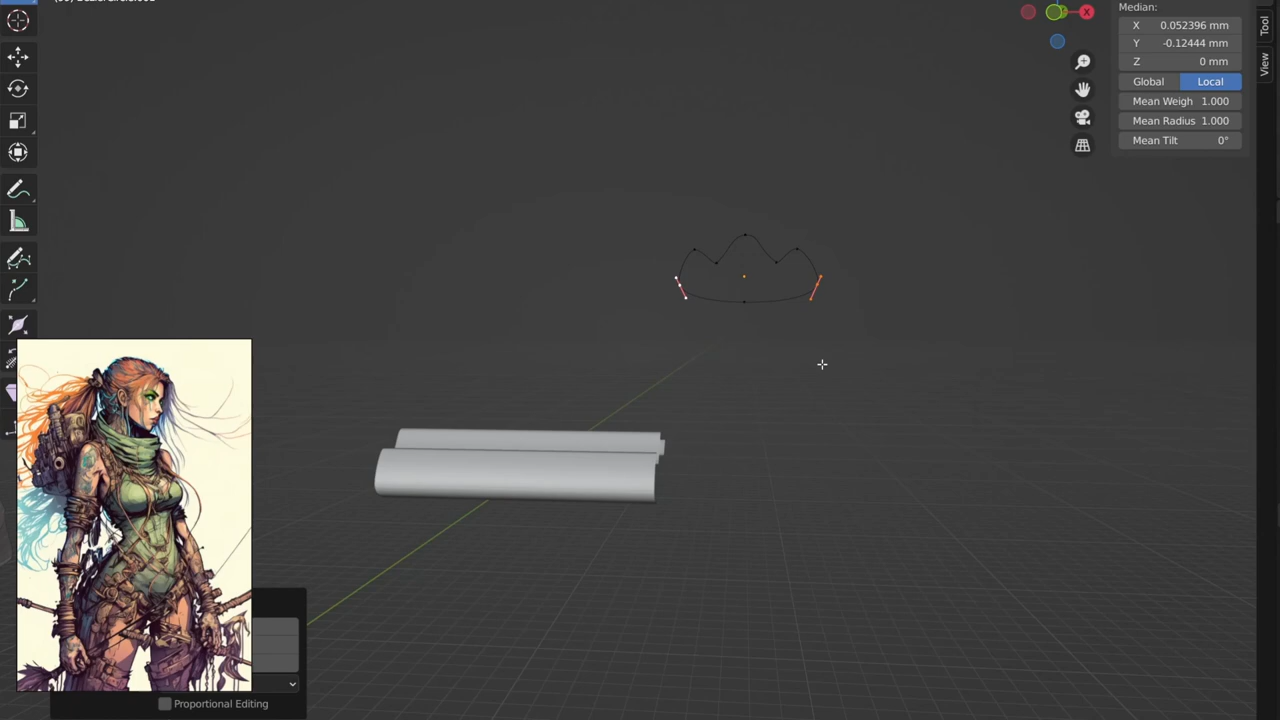 Median:
X 0.052396 mm
Y -0.12444 mm
Z 0 mm
Global Local
Mean Weigh 1.000
Mean Radius 1.000
Mean Tilt 0°
X
Tool
View
Proportional Editing